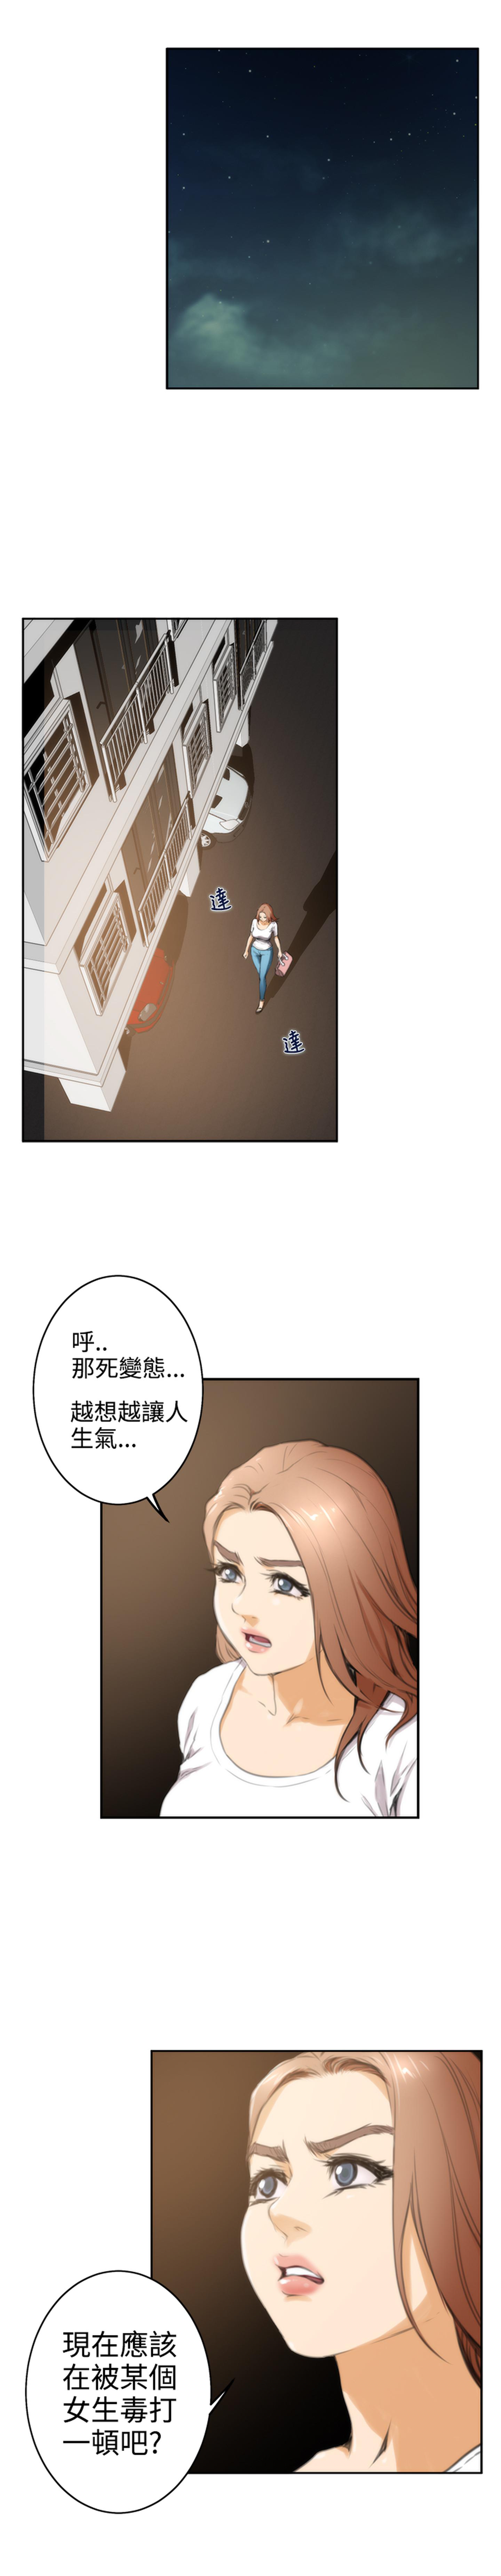 達
達
呼..
那死變態...
越想越讓人
生氣...
現在應該
在被某個
女生毒打
一頓吧?